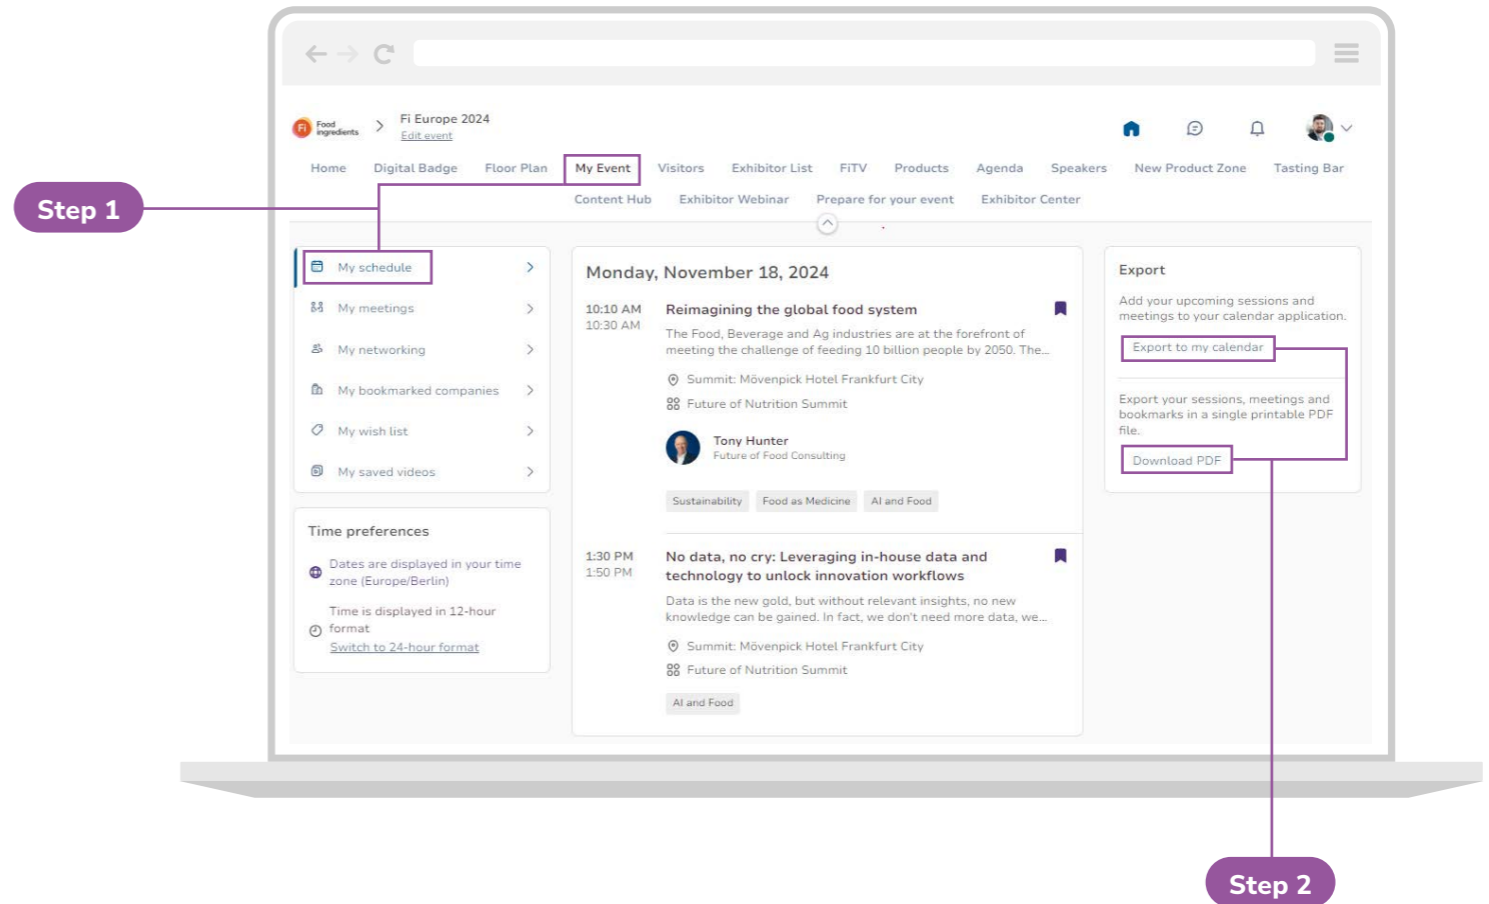 Food
ingredients
Fi Europe 2024
Edit event
Home Digital Badge Floor Plan My Event Visitors Exhibitor List FiTV Products Agenda Speakers New Product Zone Tasting Bar
Content Hub Exhibitor Webinar Prepare for your event Exhibitor Center
Step 1
My schedule
My meetings
My networking
My bookmarked companies
My wish list
My saved videos
Time preferences
Dates are displayed in your time
zone (Europe/Berlin)
Time is displayed in 12-hour
format
Switch to 24-hour format
Monday, November 18, 2024
10:10 AM
10:30 AM
Reimagining the global food system
The Food, Beverage and Ag industries are at the forefront of
meeting the challenge of feeding 10 billion people by 2050. The...
Summit: Mövenpick Hotel Frankfurt City
Future of Nutrition Summit
Tony Hunter
Future of Food Consulting
Sustainability Food as Medicine AI and Food
1:30 PM
1:50 PM
No data, no cry: Leveraging in-house data and
technology to unlock innovation workflows
Data is the new gold, but without relevant insights, no new
knowledge can be gained. In fact, we don't need more data, we...
Summit: Mövenpick Hotel Frankfurt City
Future of Nutrition Summit
AI and Food
Export
Add your upcoming sessions and
meetings to your calendar application.
Export to my calendar
Export your sessions, meetings and
bookmarks in a single printable PDF
file.
Download PDF
Step 2